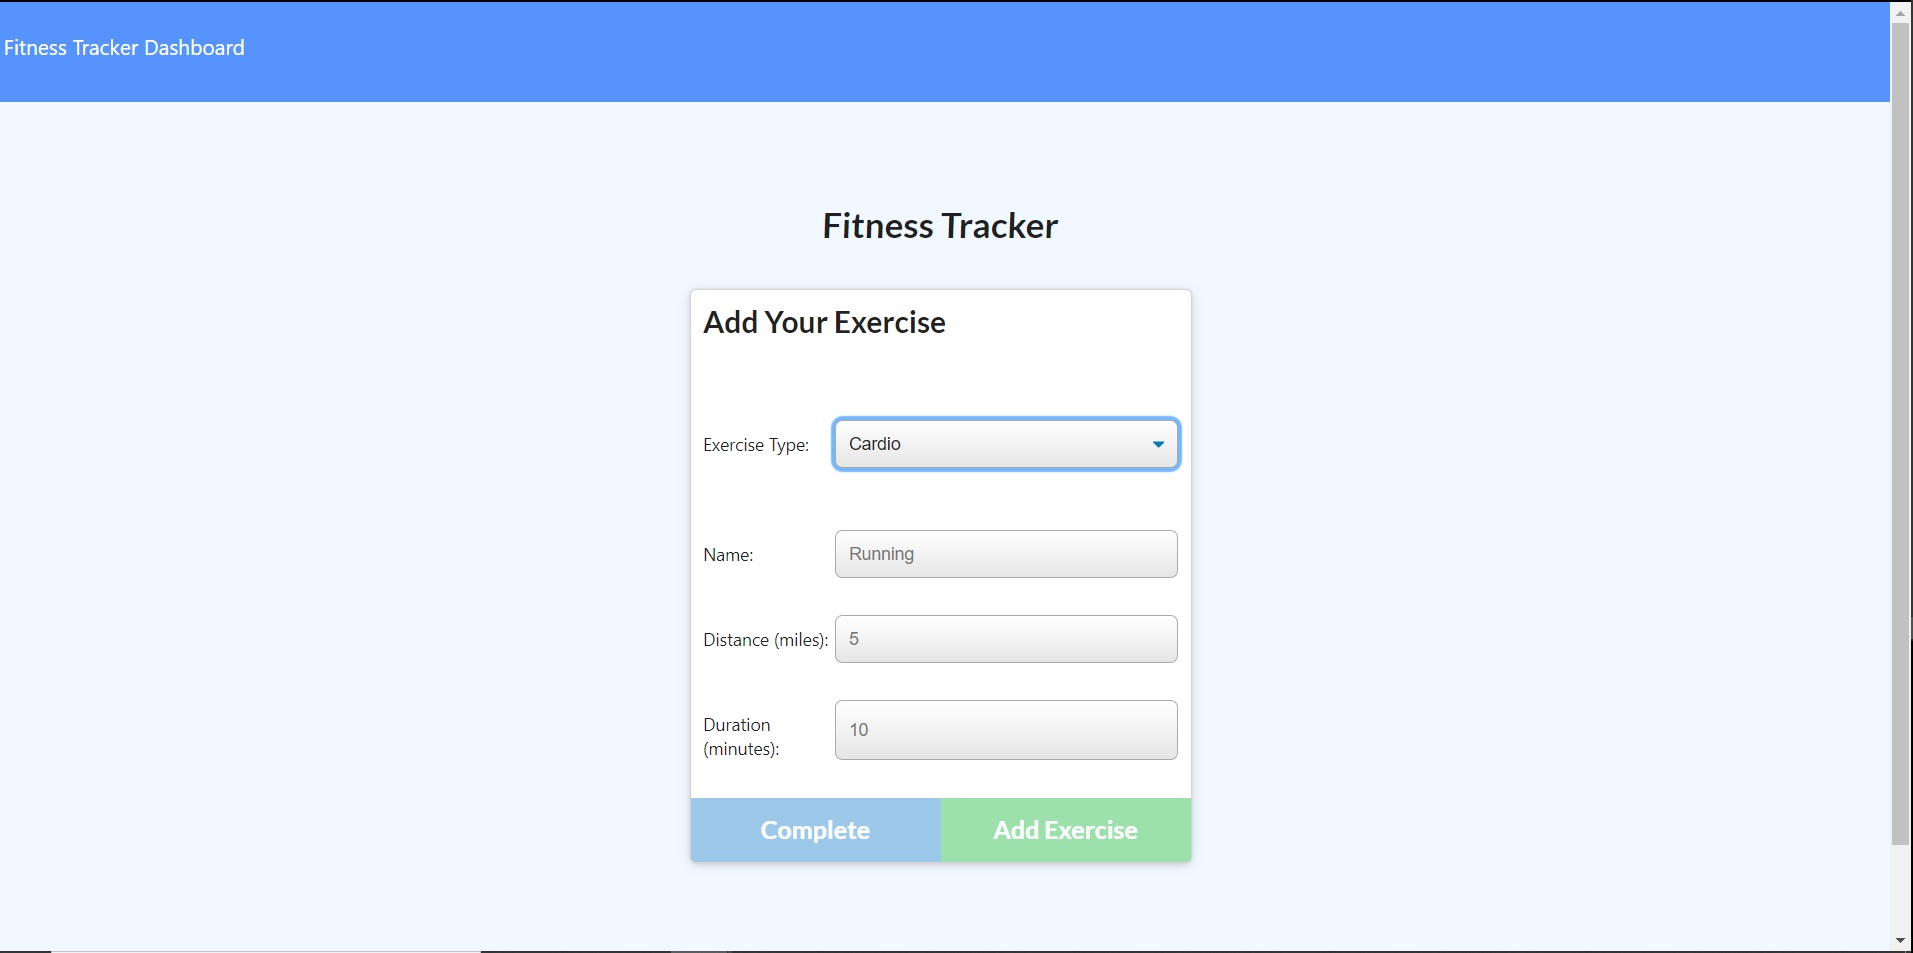 Fitness Tracker Dashboard
Fitness Tracker
Add Your Exercise
Exercise Type: Cardio
Name: Running
Distance (miles): 5
Duration
(minutes): 10
Complete Add Exercise